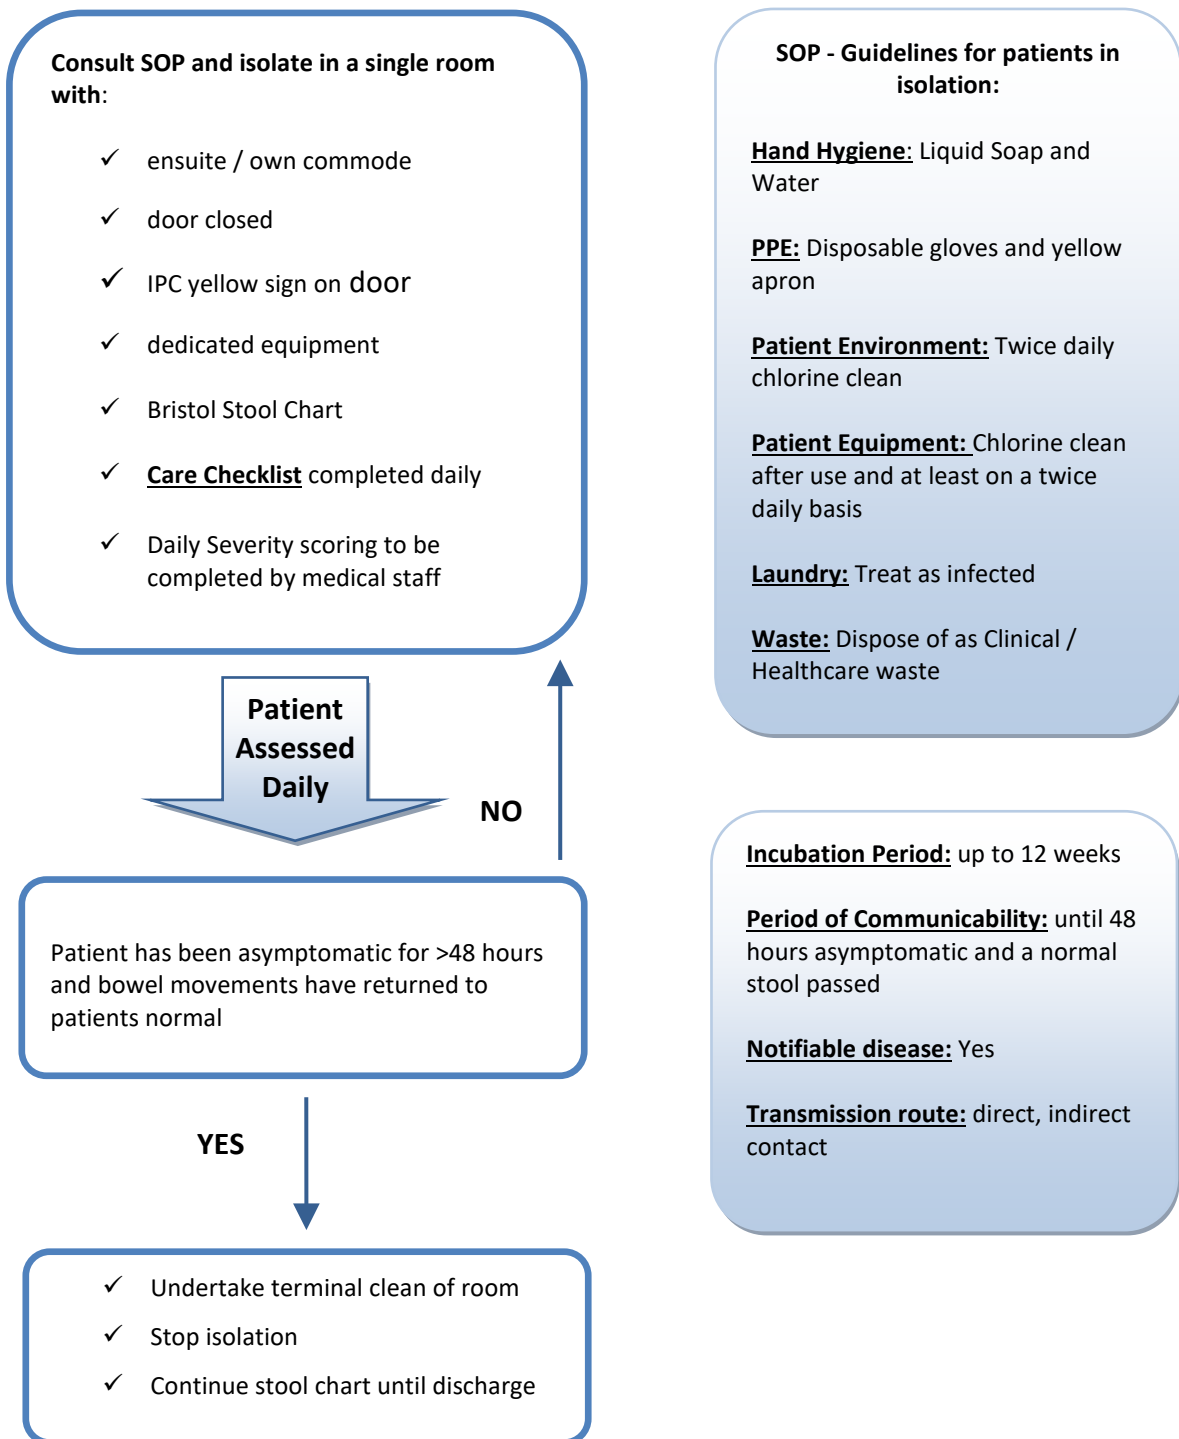 Consult SOP and isolate in a single room
with:
✓ ensuite / own commode
✓ door closed
✓ IPC yellow sign on door
✓ dedicated equipment
✓ Bristol Stool Chart
✓ Care Checklist completed daily
✓ Daily Severity scoring to be
completed by medical staff
Patient
Assessed
Daily
NO
Patient has been asymptomatic for >48 hours
and bowel movements have returned to
patients normal
YES
✓ Undertake terminal clean of room
✓ Stop isolation
✓ Continue stool chart until discharge
SOP - Guidelines for patients in
isolation:
Hand Hygiene: Liquid Soap and
Water
PPE: Disposable gloves and yellow
apron
Patient Environment: Twice daily
chlorine clean
Patient Equipment: Chlorine clean
after use and at least on a twice
daily basis
Laundry: Treat as infected
Waste: Dispose of as Clinical /
Healthcare waste
Incubation Period: up to 12 weeks
Period of Communicability: until 48
hours asymptomatic and a normal
stool passed
Notifiable disease: Yes
Transmission route: direct, indirect
contact